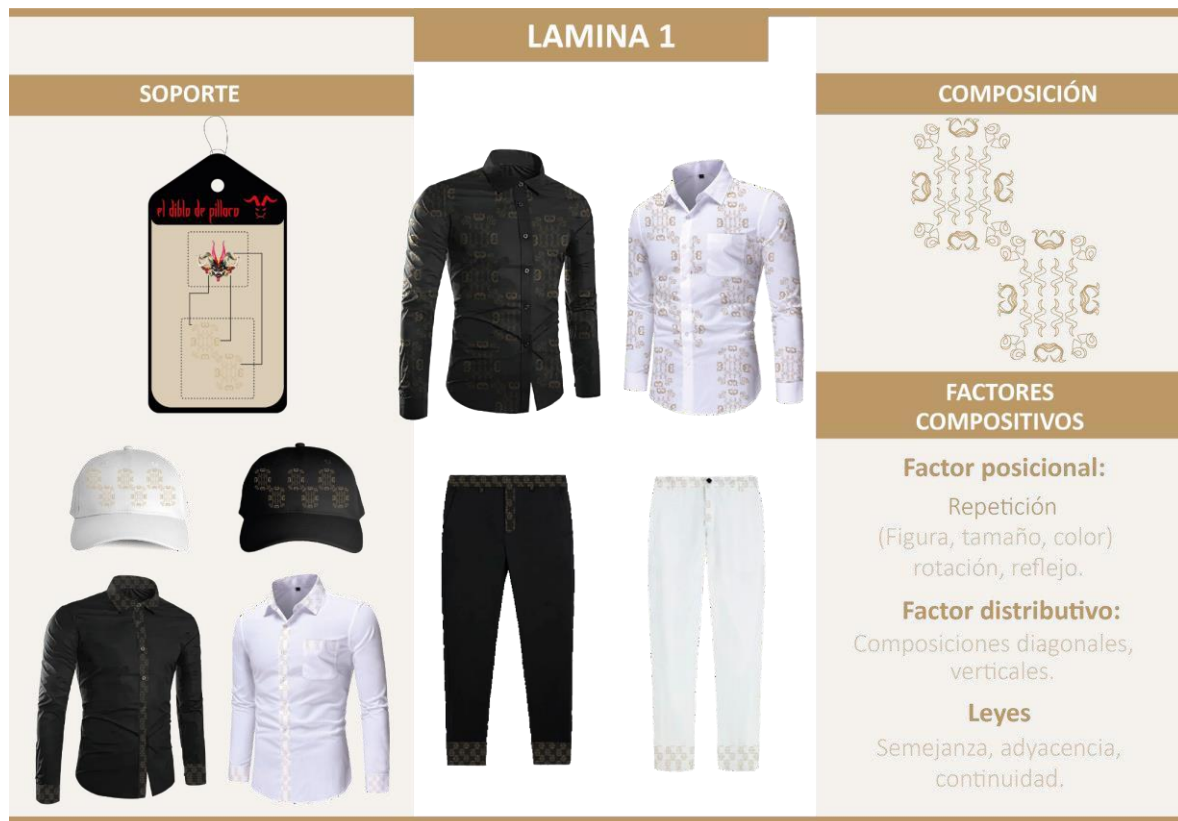 LAMINA 1
SOPORTE
el diblo de pillaro
COMPOSICIÓN
FACTORES
COMPOSITIVOS
Factor posicional:
Repetición
(Figura, tamaño, color)
rotación, reflejo.
Factor distributivo:
Composiciones diagonales,
verticales.
Leyes
Semejanza, adyacencia,
continuidad.